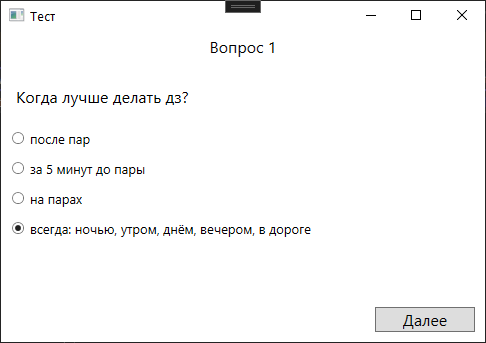 Тест
Вопрос 1
Когда лучше делать дз?
после пар
за 5 минут до пары
на парах
всегда: ночью, утром, днём, вечером, в дороге
Далее